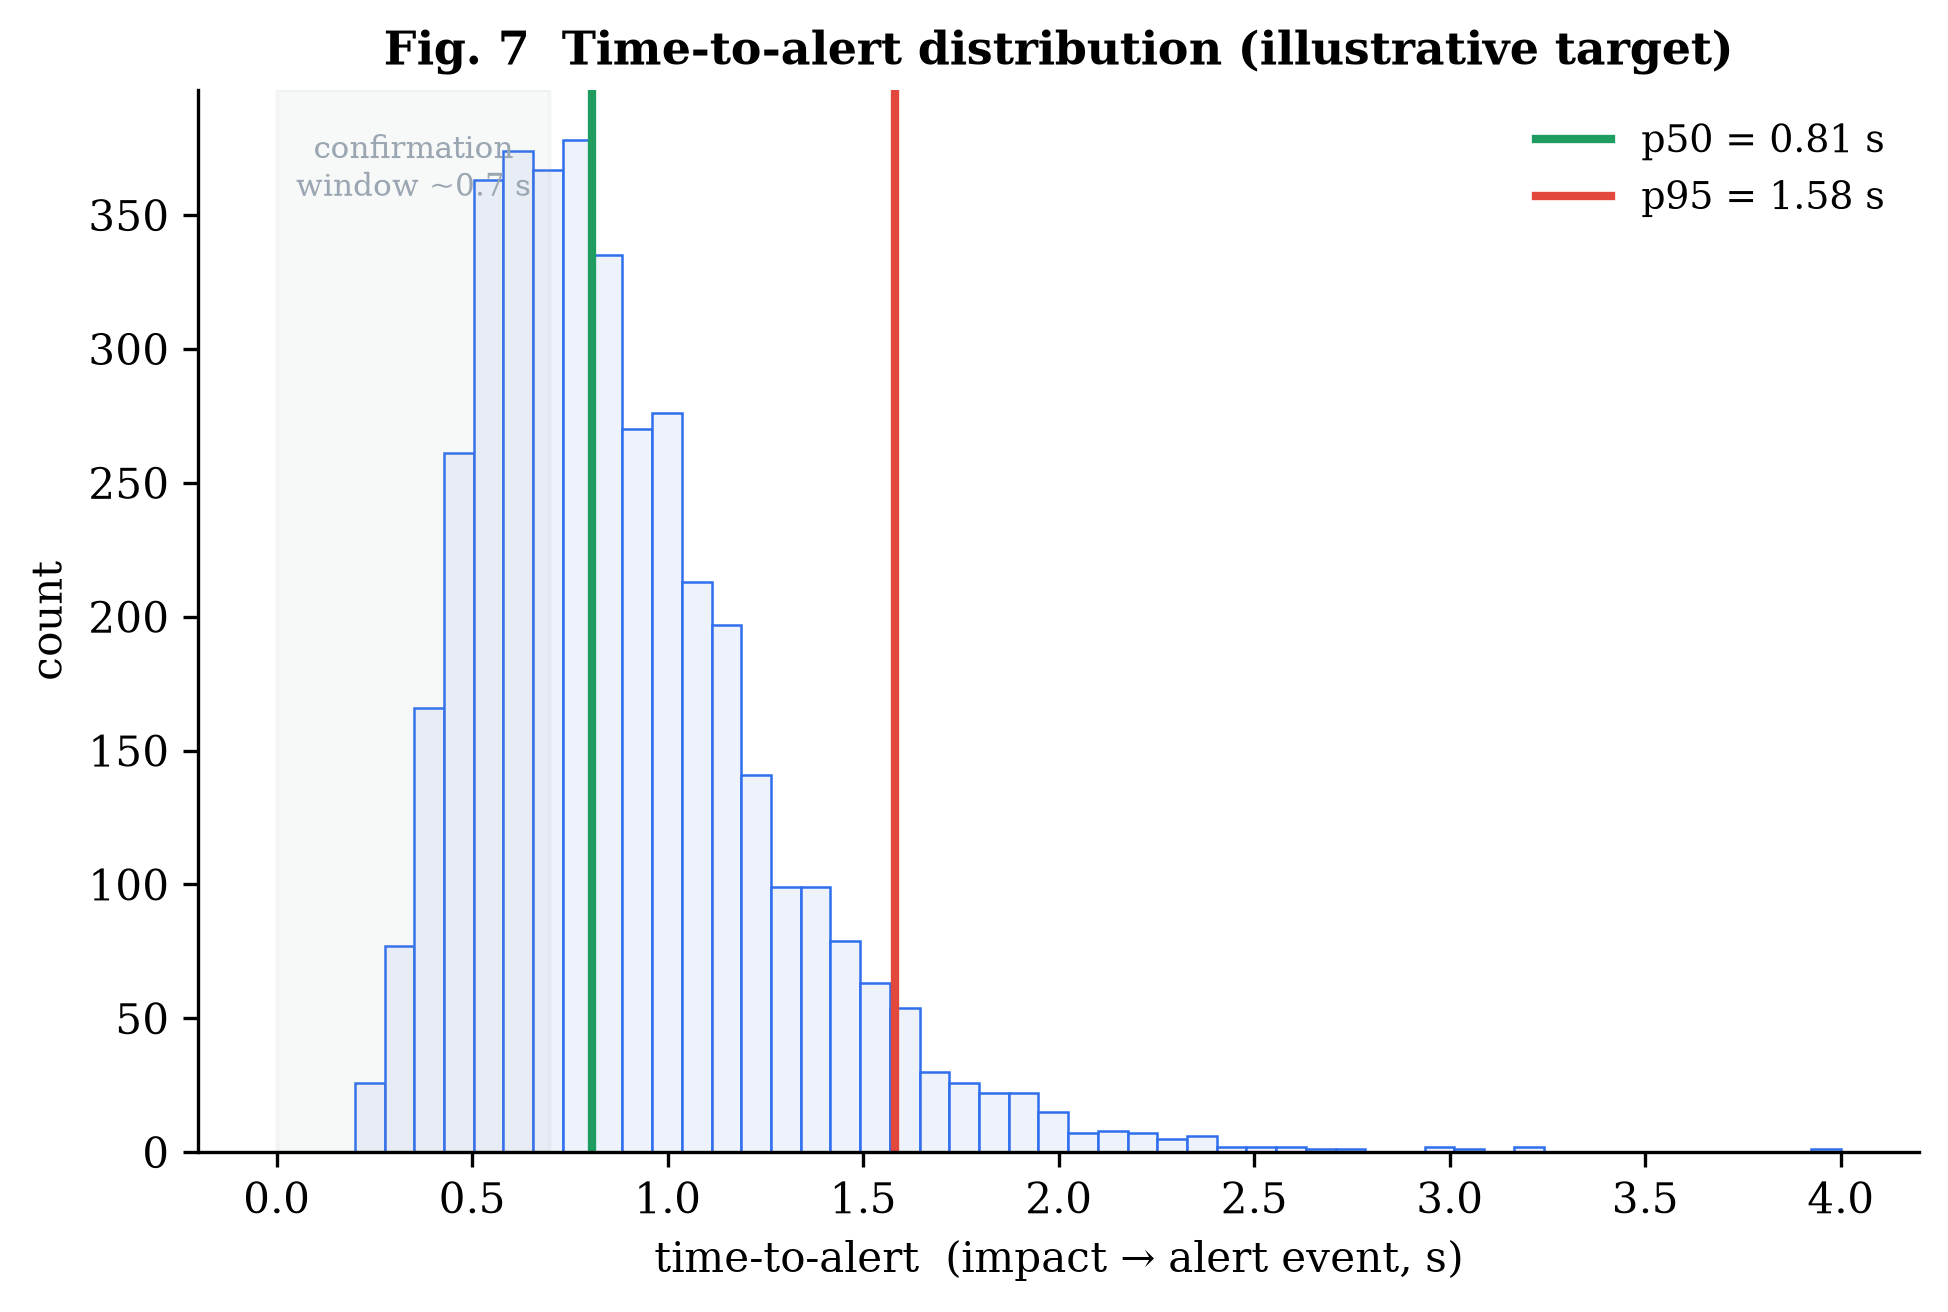 Fig. 7  Time-to-alert distribution (illustrative target)
confirmation
window ~0.7 s
p50 = 0.81 s
p95 = 1.58 s
350
300
250
200
150
100
50
0
count
0.0 0.5 1.0 1.5 2.0 2.5 3.0 3.5 4.0
time-to-alert  (impact → alert event, s)